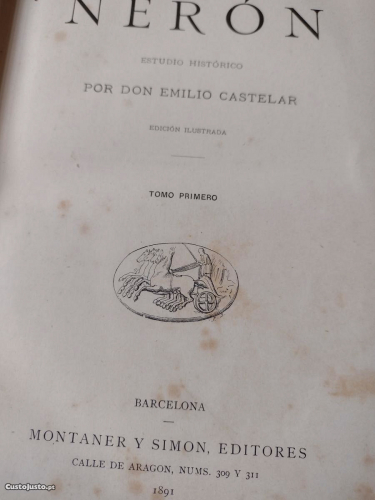 NERÓN
ESTUDIO HISTÓRICO
POR DON EMILIO CASTELAR
EDICIÓN ILUSTRADA
TOMO PRIMERO
BARCELONA
MONTANER Y SIMON, EDITORES
CALLE DE ARAGON, NUMS. 309 Y 311
1891
CustoJusto.pt